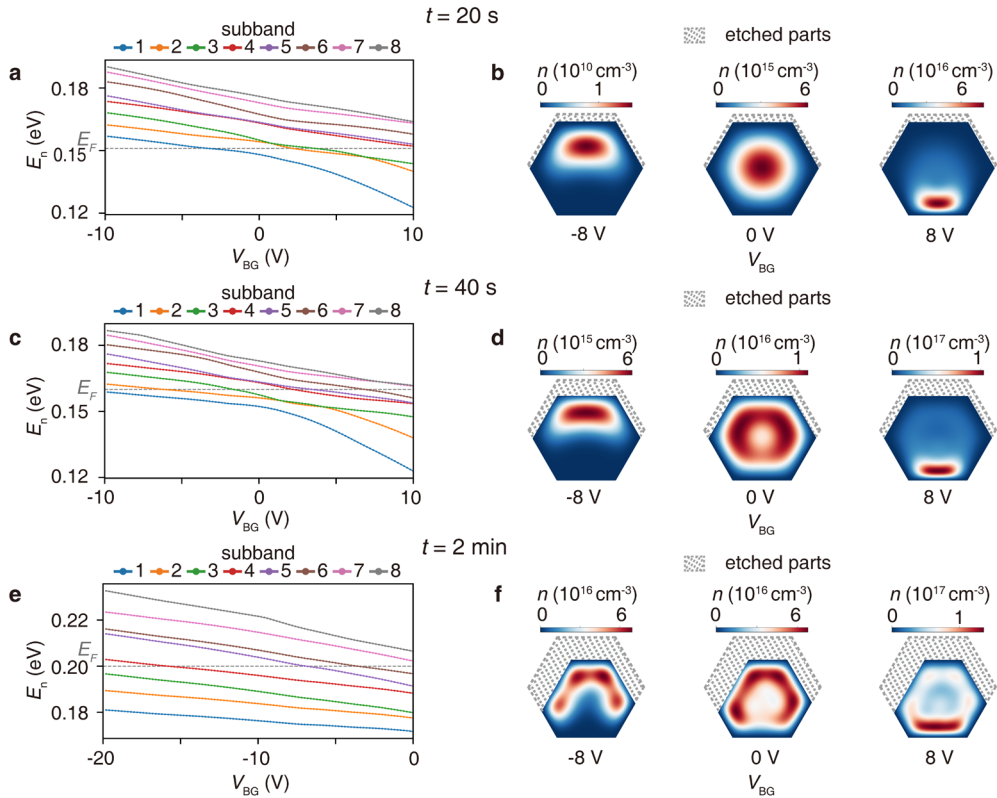 t = 20 s
subband
1 2 3 4 5 6 7 8
etched parts
a
0.18
0.15
0.12
E_F
E_n (eV)
-10 0 10
V_BG (V)
b
n (10^10 cm^-3) n (10^15 cm^-3) n (10^16 cm^-3)
0 1 0 6 0 6
-8 V 0 V 8 V
V_BG
t = 40 s
subband
1 2 3 4 5 6 7 8
etched parts
c
0.18
0.15
0.12
E_F
E_n (eV)
-10 0 10
V_BG (V)
d
n (10^15 cm^-3) n (10^16 cm^-3) n (10^17 cm^-3)
0 6 0 1 0 1
-8 V 0 V 8 V
V_BG
t = 2 min
subband
1 2 3 4 5 6 7 8
etched parts
e
0.22
0.20
0.18
E_F
E_n (eV)
-20 -10 0
V_BG (V)
f
n (10^16 cm^-3) n (10^16 cm^-3) n (10^17 cm^-3)
0 6 0 6 0 1
-8 V 0 V 8 V
V_BG